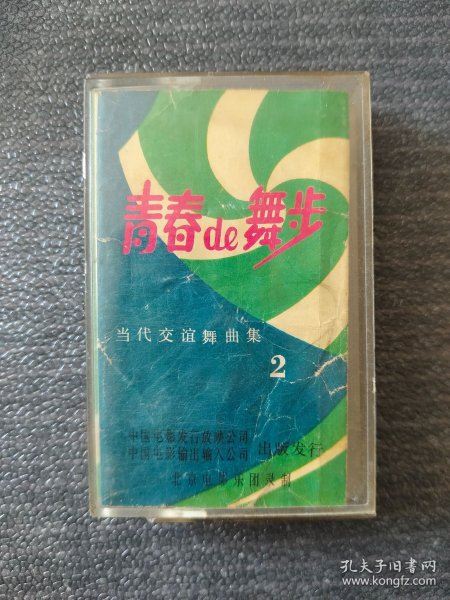 青春de舞步
当代交谊舞曲集
2
中国电影发行放映公司
中国电影输出输入公司 出版发行
北京电影乐团录制
孔夫子旧书网
www.kongfz.com